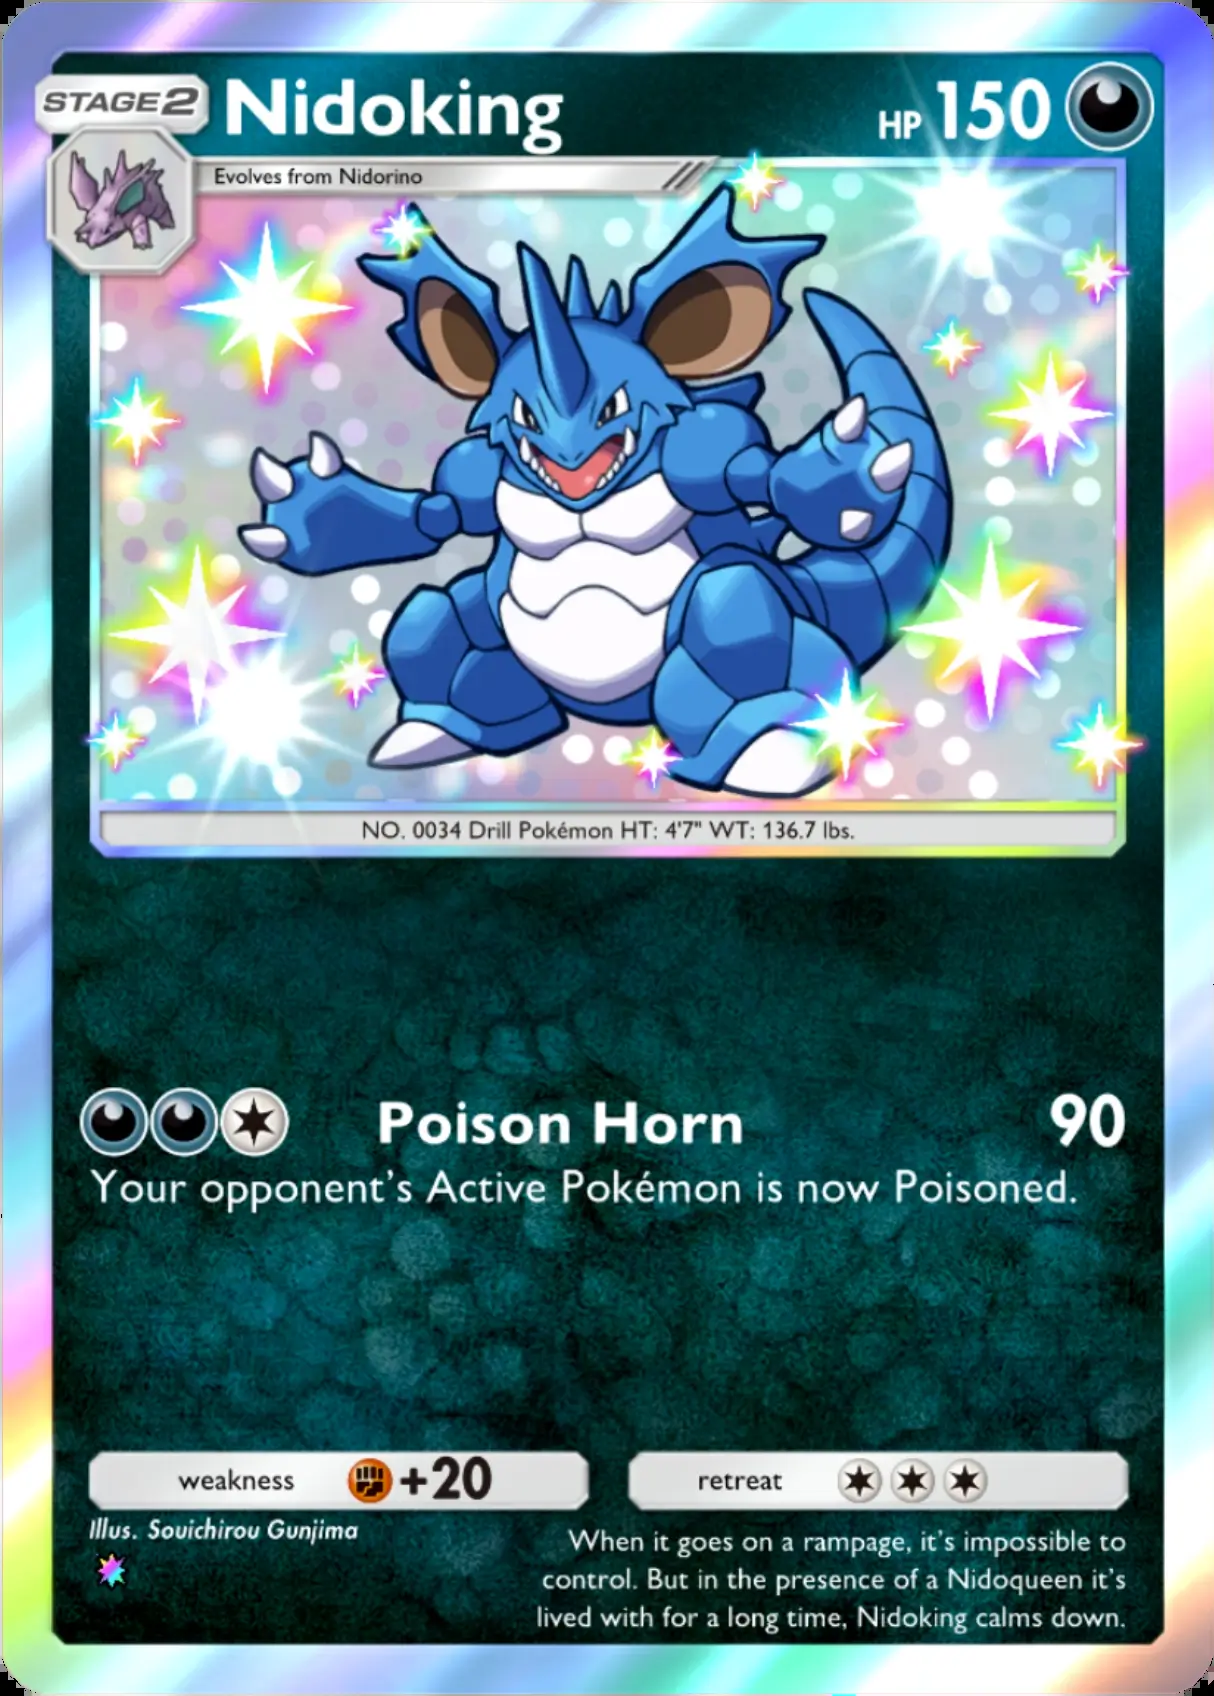 STAGE2 Nidoking HP 150
Evolves from Nidorino
NO. 0034 Drill Pokémon HT: 4'7" WT: 136.7 lbs.
Poison Horn 90
Your opponent's Active Pokémon is now Poisoned.
weakness +20 retreat
Illus. Souichirou Gunjima
When it goes on a rampage, it's impossible to
control. But in the presence of a Nidoqueen it's
lived with for a long time, Nidoking calms down.